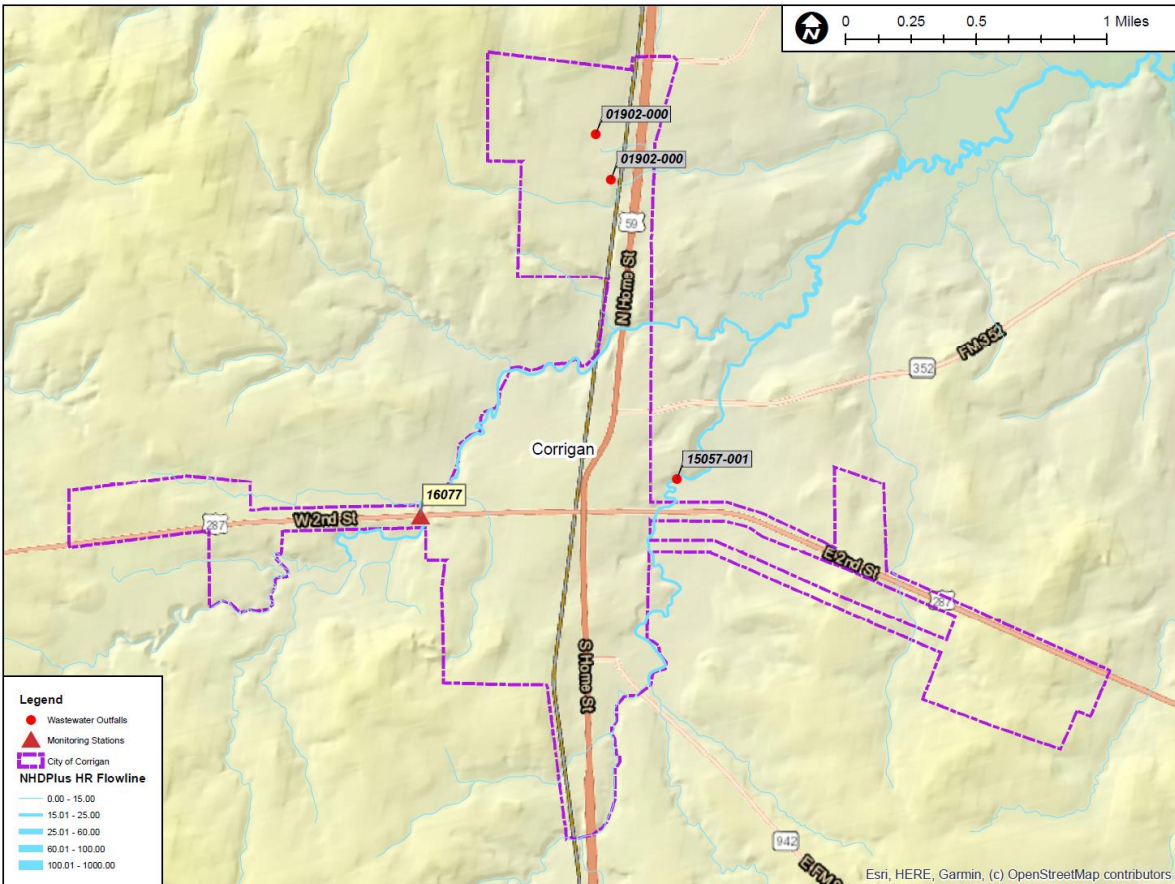 N
0 0.25 0.5 1 Miles
01902-000
01902-000
59
N Home St
352
FM 352
Corrigan
15057-001
16077
287
W 2nd St
E 2nd St
287
S Home St
942
E FM
Legend
Wastewater Outfalls
Monitoring Stations
City of Corrigan
NHDPlus HR Flowline
0.00 - 15.00
15.01 - 25.00
25.01 - 60.00
60.01 - 100.00
100.01 - 1000.00
Esri, HERE, Garmin, (c) OpenStreetMap contributors